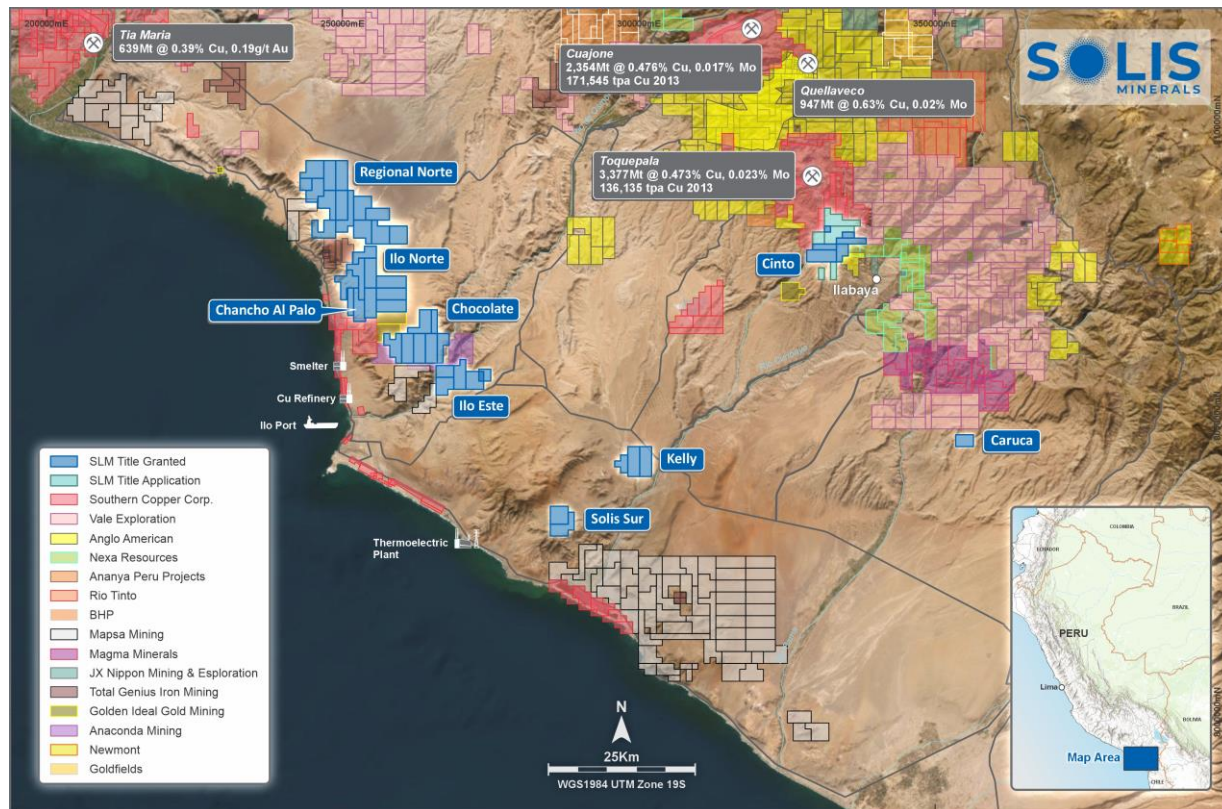 200000mE
250000mE
300000mE
350000mE
Tia Maria
639Mt @ 0.39% Cu, 0.19g/t Au
Cuajone
2,354Mt @ 0.476% Cu, 0.017% Mo
171,545 tpa Cu 2013
Quellaveco
947Mt @ 0.63% Cu, 0.02% Mo
SOLIS
MINERALS
Toquepala
3,377Mt @ 0.473% Cu, 0.023% Mo
136,135 tpa Cu 2013
Regional Norte
Ilo Norte
Cinto
Ilabaya
Chancho Al Palo
Chocolate
Smelter
Cu Refinery
Ilo Este
Ilo Port
Caruca
Kelly
Solis Sur
Thermoelectric
Plant
SLM Title Granted
SLM Title Application
Southern Copper Corp.
Vale Exploration
Anglo American
Nexa Resources
Ananya Peru Projects
Rio Tinto
BHP
Mapsa Mining
Magma Minerals
JX Nippon Mining & Esploration
Total Genius Iron Mining
Golden Ideal Gold Mining
Anaconda Mining
Newmont
Goldfields
N
25Km
WGS1984 UTM Zone 19S
COLOMBIA
ECUADOR
BRAZIL
PERU
Lima
BOLIVIA
Map Area
CHILE